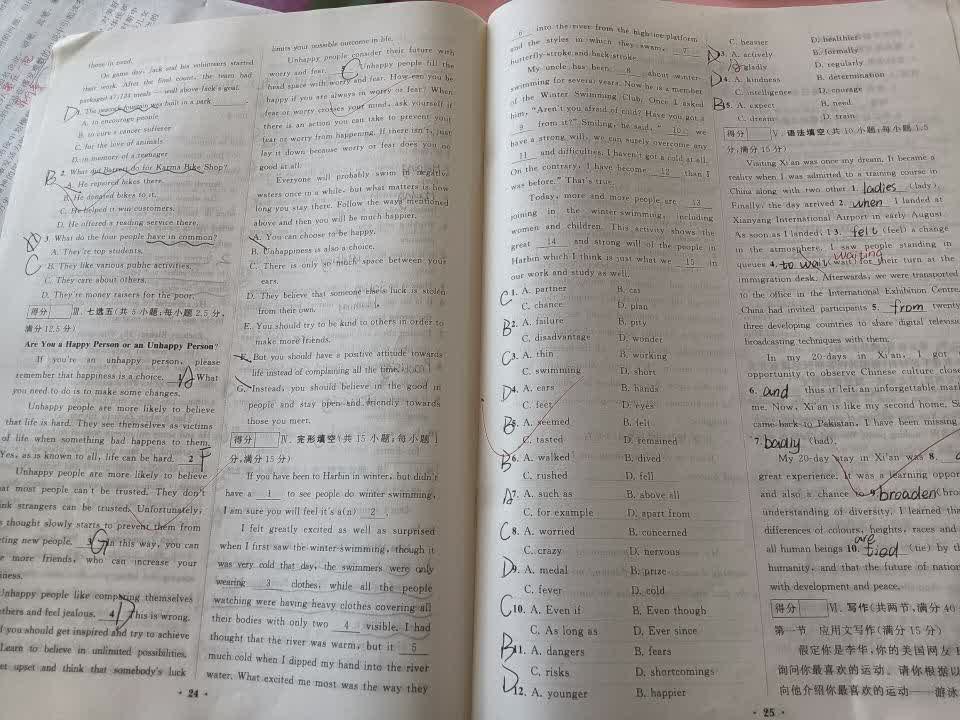 these in need.
On game day, Jack and his volunteers started
their work. After the final count, the team had
packaged 47,121 meals — well above Jack's goal.
D 1. The peacock fountain was built in a park
A. To encourage people
B. to cure a cancer sufferer
C. for the love of animals
D. in memory of a teenager
B 2. What did Barrett do for Karma Bike Shop?
A. He repaired bikes there.
B. He donated bikes to it.
C. He helped it win customers.
D. He offered a reading service there.
C 3. What do the four people have in common?
A. They're top students.
B. They like various public activities.
C. They care about others.
D. They're money raisers for the poor.
得分 Ⅲ. 七选五(共 5 小题;每小题 2.5 分,
满分 12.5 分)
Are You a Happy Person or an Unhappy Person?
If you're an unhappy person, please
remember that happiness is a choice. 1 A What
you need to do is to make some changes.
Unhappy people are more likely to believe
that life is hard. They see themselves as victims
of life when something bad happens to them.
Yes, as is known to all, life can be hard. 2 F
Unhappy people are more likely to believe
at most people can't be trusted. They don't
ink strangers can be trusted. Unfortunately,
s thought slowly starts to prevent them from
eting new people. 3 G In this way, you can
e more friends, who can increase your
iness.
Unhappy people like comparing themselves
others and feel jealous. 4 D This is wrong.
you should get inspired and try to achieve
Learn to believe in unlimited possibilities.
et upset and think that somebody's luck
· 24 ·
limits your possible outcome in life.
Unhappy people consider their future with
worry and fear. 5 C Unhappy people fill the
head space with worry and fear. How can you be
happy if you are always in worry or fear? When
fear or worry crosses your mind, ask yourself if
there is an action you can take to prevent your
fear or worry from happening. If there isn't, just
lay it down because worry or fear does you no
good at all.
Everyone will probably swim in negative
waters once in a while, but what matters is how
long you stay there. Follow the ways mentioned
above and then you will be much happier.
A. You can choose to be happy.
B. Unhappiness is also a choice.
C. There is only so much space between your
ears.
D. They believe that someone else's luck is stolen
from their own.
E. You should try to be kind to others in order to
make more friends.
F. But you should have a positive attitude towards
life instead of complaining all the time.
G. Instead, you should believe in the good in
people and stay open and friendly towards
those you meet.
得分 Ⅳ. 完形填空(共 15 小题;每小题 1
分,满分 15 分)
If you have been to Harbin in winter, but didn't
have a 1 to see people do winter swimming,
I am sure you will feel it's a(n) 2 .
I felt greatly excited as well as surprised
when I first saw the winter swimming, though it
was very cold that day, the swimmers were only
wearing 3 clothes, while all the people
watching were having heavy clothes covering all
their bodies with only two 4 visible. I had
thought that the river was warm, but it 5
much cold when I dipped my hand into the river
water. What excited me most was the way they
6 into the river from the high ice platform
and the styles in which they swam, 7
butterfly stroke and back stroke.
My uncle has been 8 about winter
swimming for several years. Now he is a member
of the Winter Swimming Club. Once I asked
him, "Aren't you afraid of cold? Have you got a
9 from it?" Smiling, he said, " 10 we
have a strong will, we can surely overcome any
11 and difficulties. I haven't got a cold at all.
On the contrary, I have become 12 than I
was before." That's true.
Today, more and more people are 13
joining in the winter swimming, including
women and children. This activity shows the
great 14 and strong will of the people in
Harbin which I think is just what we 15 in
our work and study as well.
C 1. A. partner B. car
C. chance D. plan
B 2. A. failure B. pity
C. disadvantage D. wonder
C 3. A. thin B. working
C. swimming D. short
D 4. A. ears B. hands
C. feet D. eyes
B 5. A. seemed B. felt
C. tasted D. remained
B 6. A. walked B. dived
C. rushed D. fell
A 7. A. such as B. above all
C. for example D. apart from
C 8. A. worried B. concerned
C. crazy D. nervous
D 9. A. medal B. prize
C. fever D. cold
C 10. A. Even if B. Even though
C. As long as D. Ever since
B 11. A. dangers B. fears
C. risks D. shortcomings
D 12. A. younger B. happier
C. heavier D. healthier
D 13. A. actively B. formally
C. gladly D. regularly
D 14. A. kindness B. determination
C. intelligence D. courage
B 15. A. expect B. need
C. dream D. train
得分 Ⅴ. 语法填空(共 10 小题;每小题 1.5
分,满分 15 分)
Visiting Xi'an was once my dream. It became a
reality when I was admitted to a training course in
China along with two other 1. ladies (lady).
Finally, the day arrived 2. when I landed at
Xianyang International Airport in early August.
As soon as I landed, I 3. felt (feel) a change
in the atmosphere. I saw people standing in
waiting
queues 4. to wait (wait) for their turn at the
immigration desk. Afterwards, we were transported
to the office in the International Exhibition Centre.
China had invited participants 5. from twenty
three developing countries to share digital televisio
broadcasting techniques with them.
In my 20-days in Xi'an, I got
opportunity to observe Chinese culture close
6. and thus it left an unforgettable mark
me. Now, Xi'an is like my second home. S
came back to Pakistan, I have been missing
7. badly (bad).
My 20-day stay in Xi'an was 8. a
great experience. It was a learning opport
and also a chance to 9. broaden (bro
understanding of diversity. I learned tha
differences of colours, heights, races and
are
all human beings 10. tied (tie) by th
humanity, and that the future of nation
with development and peace.
得分 Ⅵ. 写作(共两节,满分 40
第一节 应用文写作(满分 15 分)
假定你是李华,你的美国网友
询问你最喜欢的运动。请你根据以
向他介绍你最喜欢的运动——游泳
· 25 ·